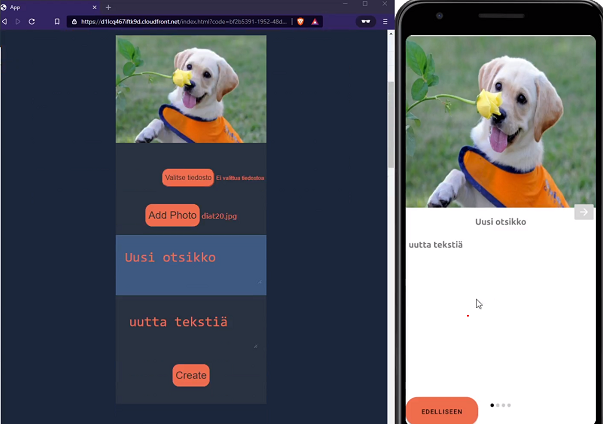 App
https://d1lcq467iftk9d.cloudfront.net/index.html?code=bf2b5391-1952-48d...
Valitse tiedosto Ei valittua tiedostoa
Add Photo diat20.jpg
Uusi otsikko
uutta tekstiä
Create
Uusi otsikko
uutta tekstiä
EDELLISEEN